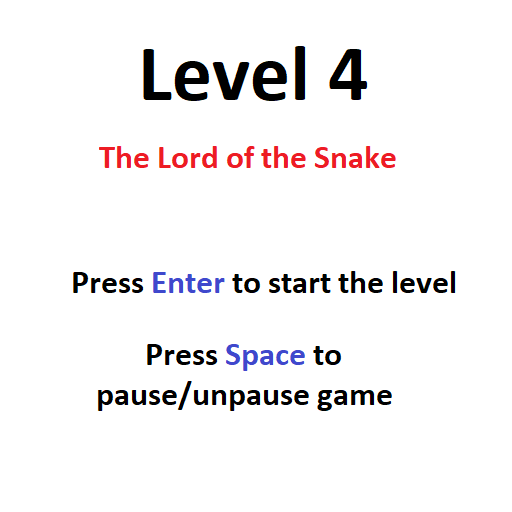 Level 4
The Lord of the Snake
Press Enter to start the level
Press Space to
pause/unpause game